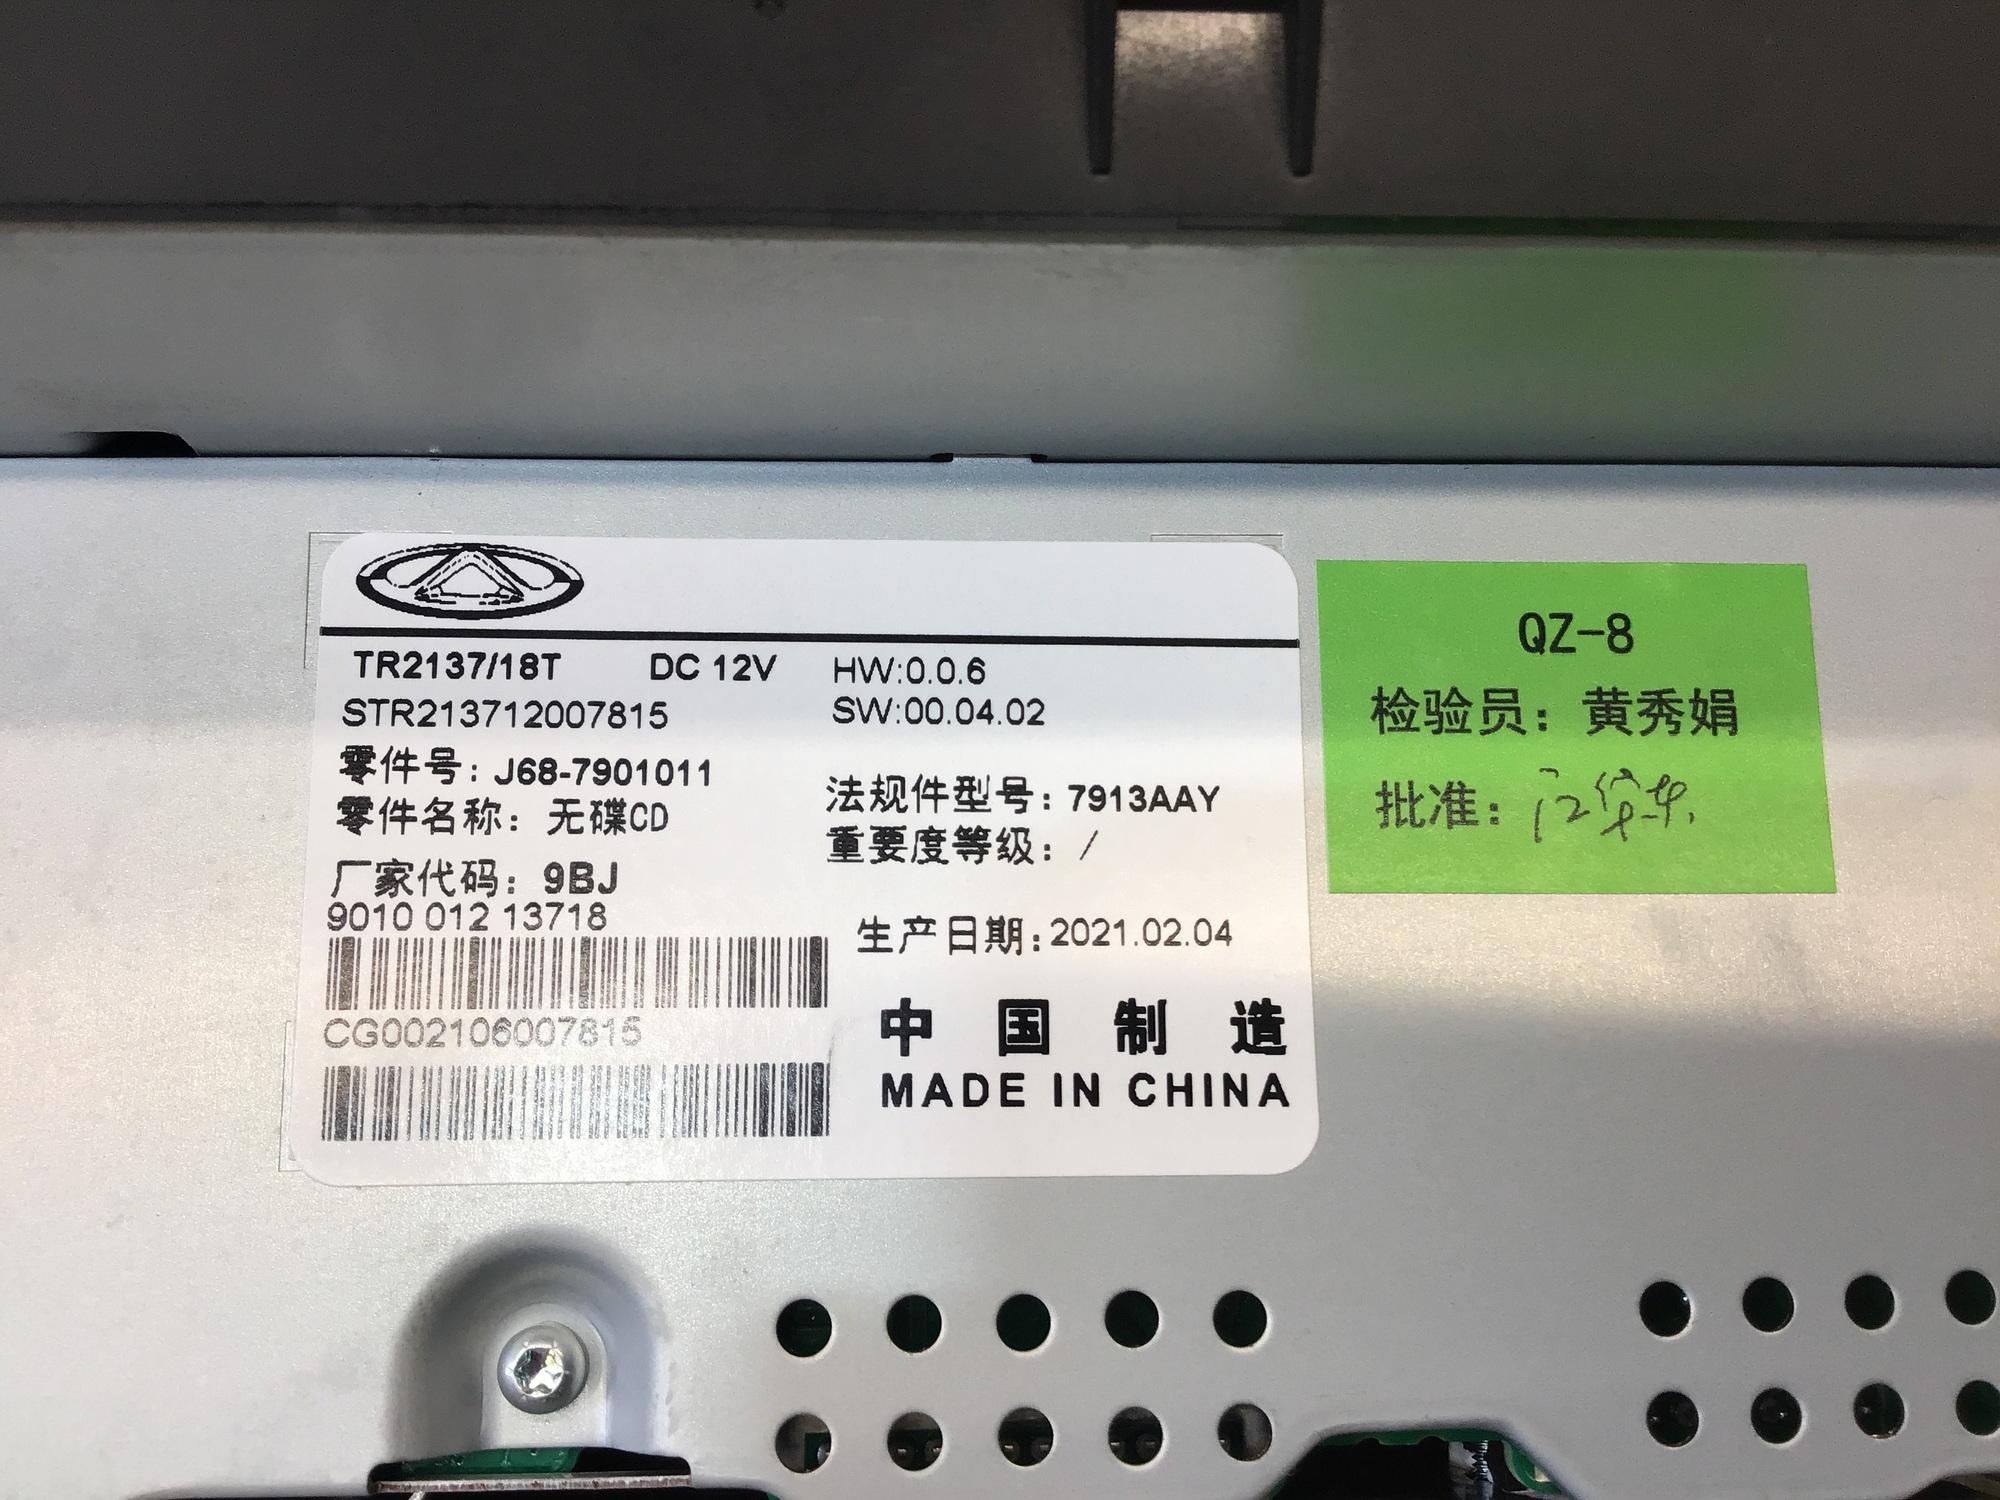 TR2137/18T DC 12V HW:0.0.6
STR213712007815 SW:00.04.02
零件号: J68-7901011
零件名称: 无碟CD
法规件型号: 7913AAY
重要度等级: /
厂家代码: 9BJ
9010 012 13718
生产日期:2021.02.04
CG002106007815
中国制造
MADE IN CHINA
QZ-8
检验员: 黄秀娟
批准: